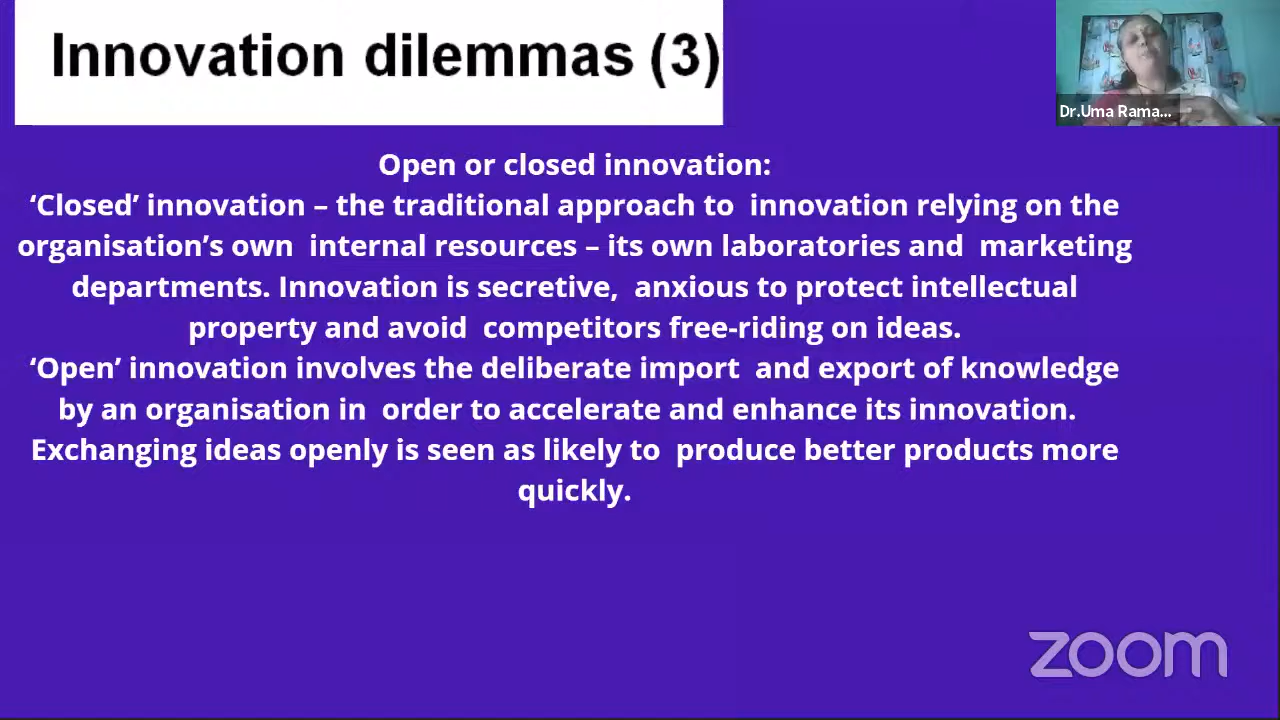 Innovation dilemmas (3)
Dr.Uma Rama...
Open or closed innovation:
‘Closed’ innovation – the traditional approach to innovation relying on the
organisation’s own internal resources – its own laboratories and marketing
departments. Innovation is secretive, anxious to protect intellectual
property and avoid competitors free-riding on ideas.
‘Open’ innovation involves the deliberate import and export of knowledge
by an organisation in order to accelerate and enhance its innovation.
Exchanging ideas openly is seen as likely to produce better products more
quickly.
zoom